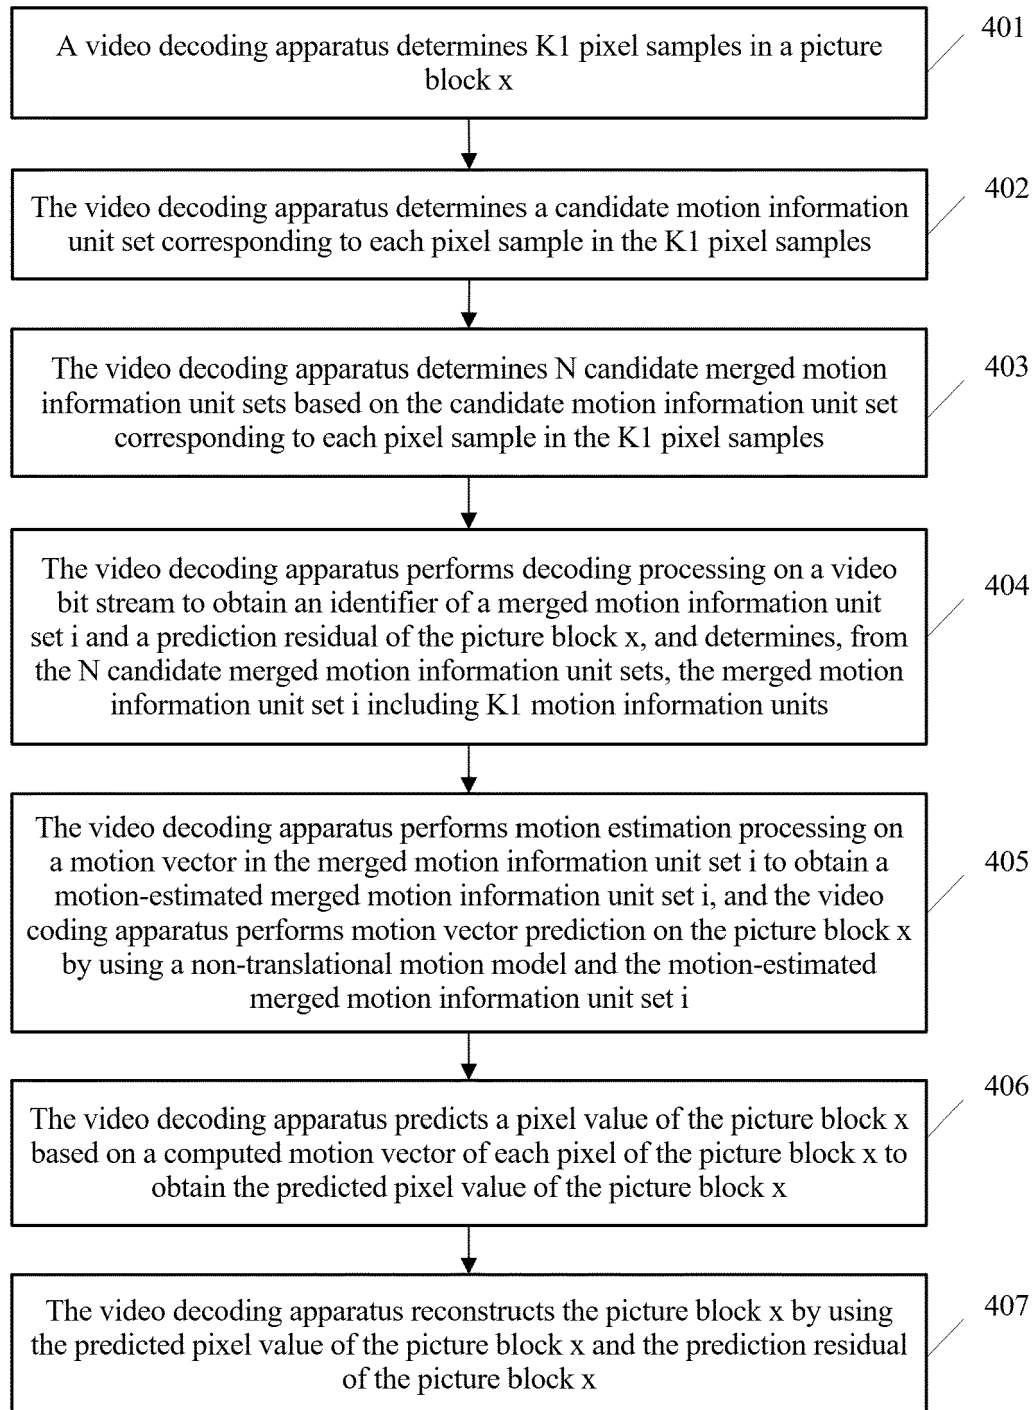 A video decoding apparatus determines K1 pixel samples in a picture
block x
401
The video decoding apparatus determines a candidate motion information
unit set corresponding to each pixel sample in the K1 pixel samples
402
The video decoding apparatus determines N candidate merged motion
information unit sets based on the candidate motion information unit set
corresponding to each pixel sample in the K1 pixel samples
403
The video decoding apparatus performs decoding processing on a video
bit stream to obtain an identifier of a merged motion information unit
set i and a prediction residual of the picture block x, and determines, from
the N candidate merged motion information unit sets, the merged motion
information unit set i including K1 motion information units
404
The video decoding apparatus performs motion estimation processing on
a motion vector in the merged motion information unit set i to obtain a
motion-estimated merged motion information unit set i, and the video
coding apparatus performs motion vector prediction on the picture block x
by using a non-translational motion model and the motion-estimated
merged motion information unit set i
405
The video decoding apparatus predicts a pixel value of the picture block x
based on a computed motion vector of each pixel of the picture block x to
obtain the predicted pixel value of the picture block x
406
The video decoding apparatus reconstructs the picture block x by using
the predicted pixel value of the picture block x and the prediction residual
of the picture block x
407